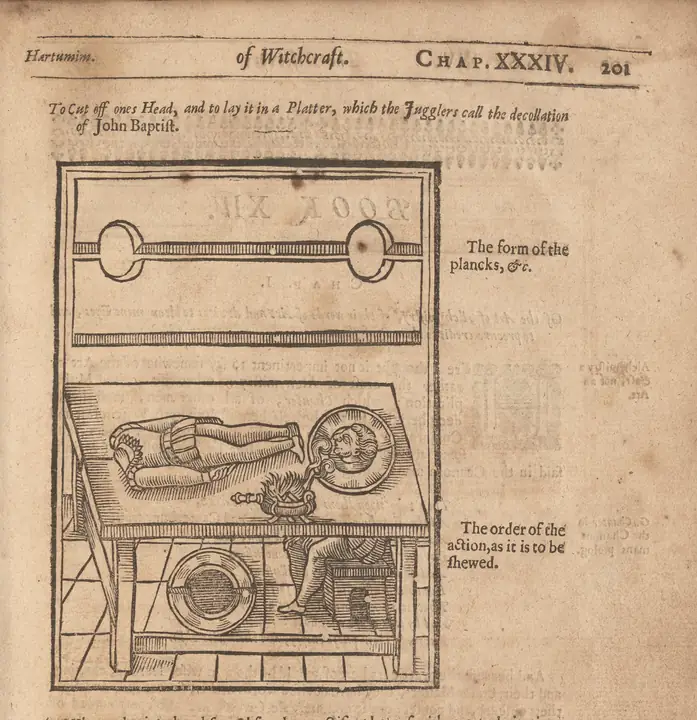 Hartumim. of Witchcraft. CHAP. XXXIV. 201
To Cut off ones Head, and to lay it in a Platter, which the Jugglers call the decollation
of John Baptiſt.
The form of the
plancks, &c.
The order of the
action, as it is to be
ſhewed.